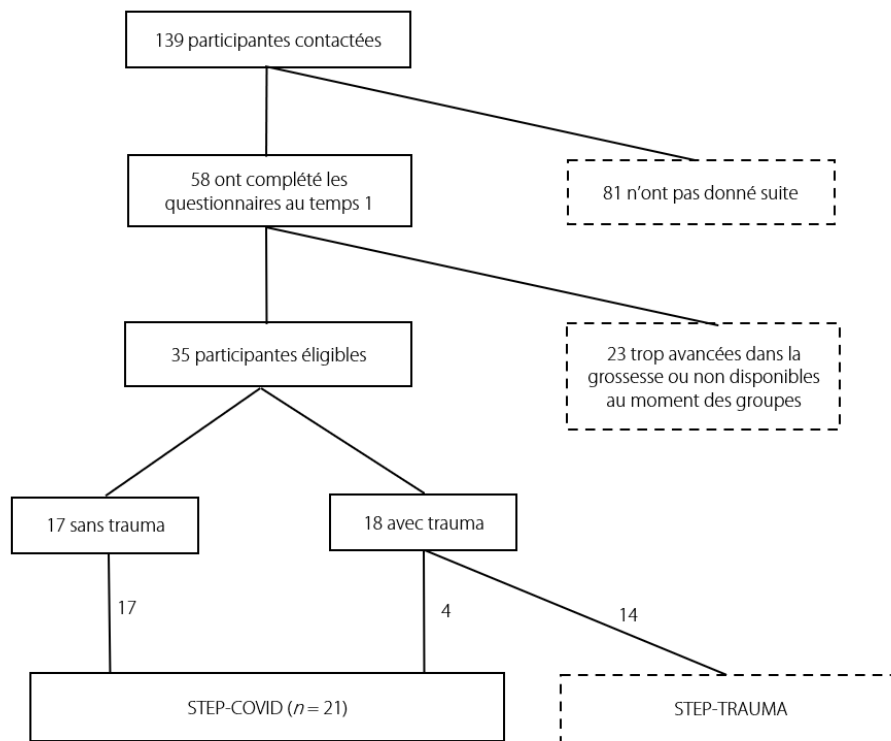 139 participantes contactées
58 ont complété les
questionnaires au temps 1
81 n'ont pas donné suite
35 participantes éligibles
23 trop avancées dans la
grossesse ou non disponibles
au moment des groupes
17 sans trauma
18 avec trauma
17
4
14
STEP-COVID (n = 21)
STEP-TRAUMA